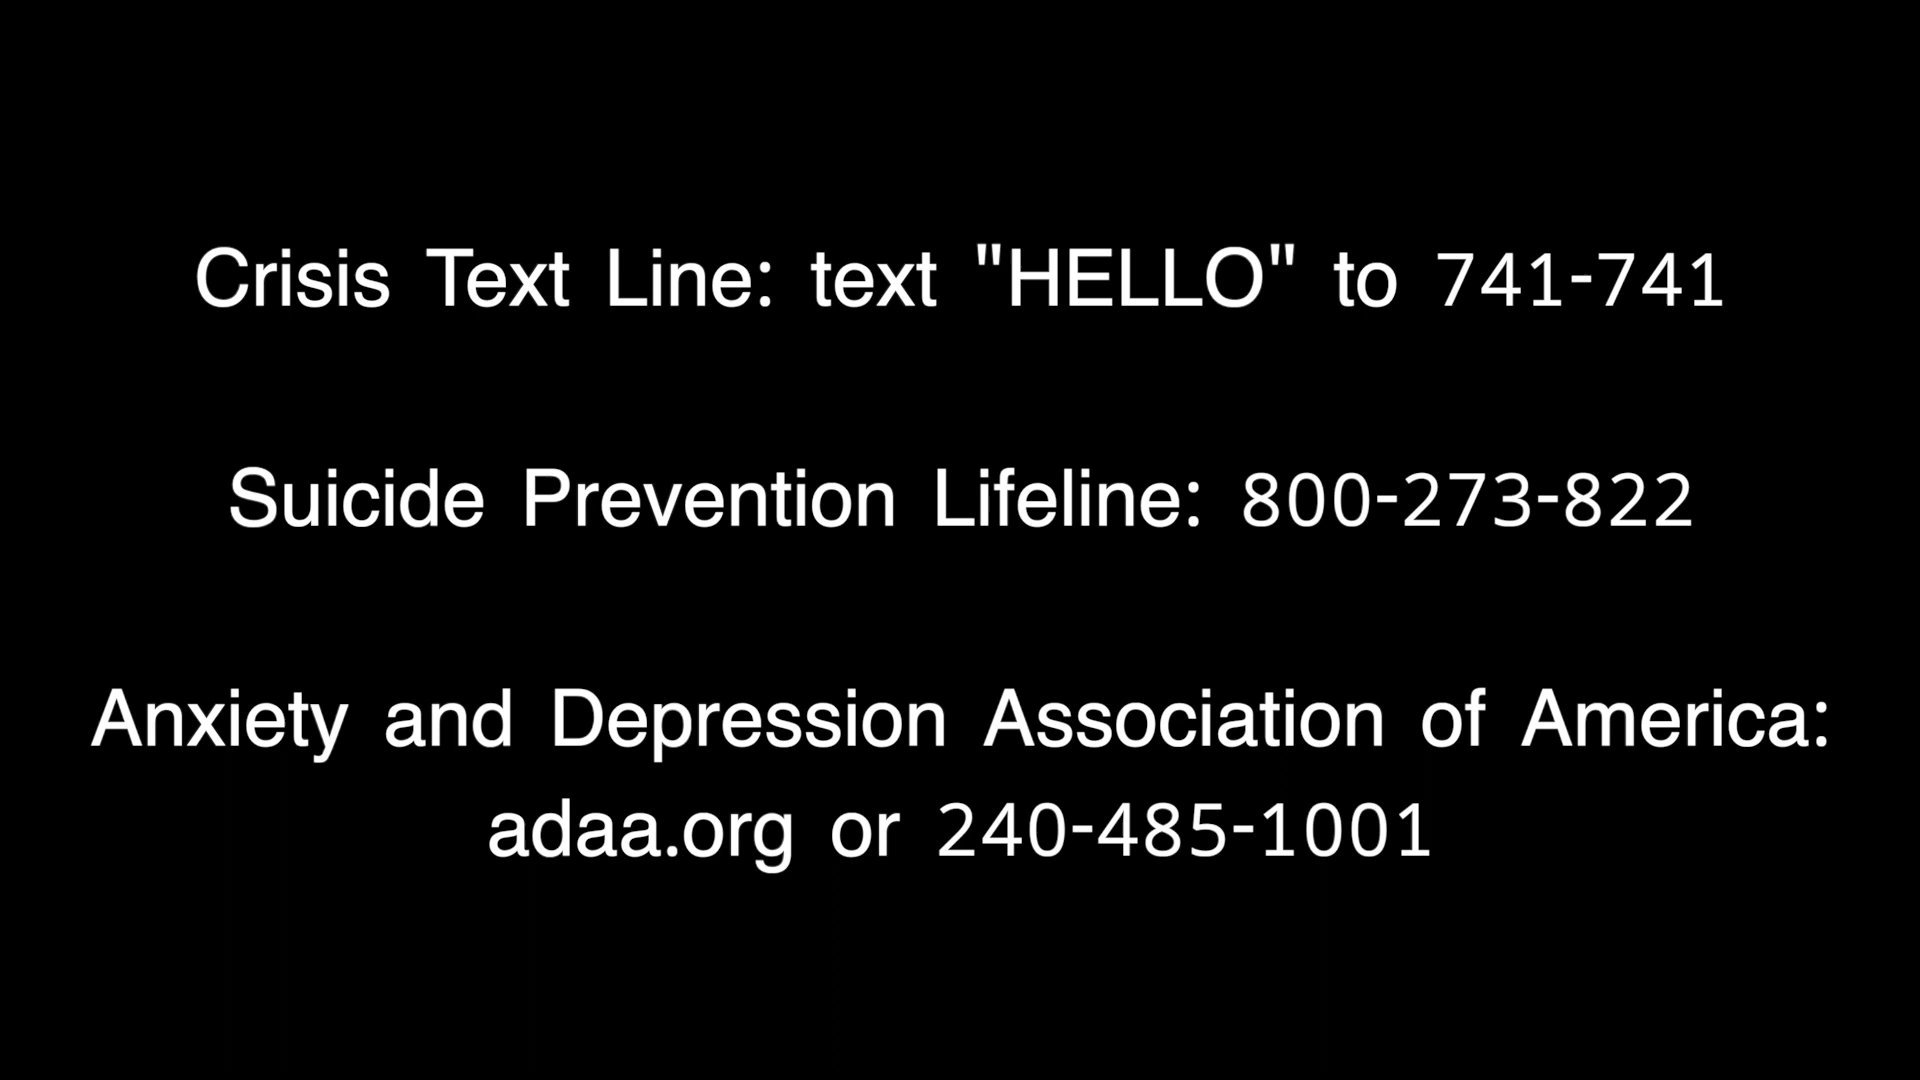 Crisis Text Line: text "HELLO" to 741-741
Suicide Prevention Lifeline: 800-273-822
Anxiety and Depression Association of America:
adaa.org or 240-485-1001